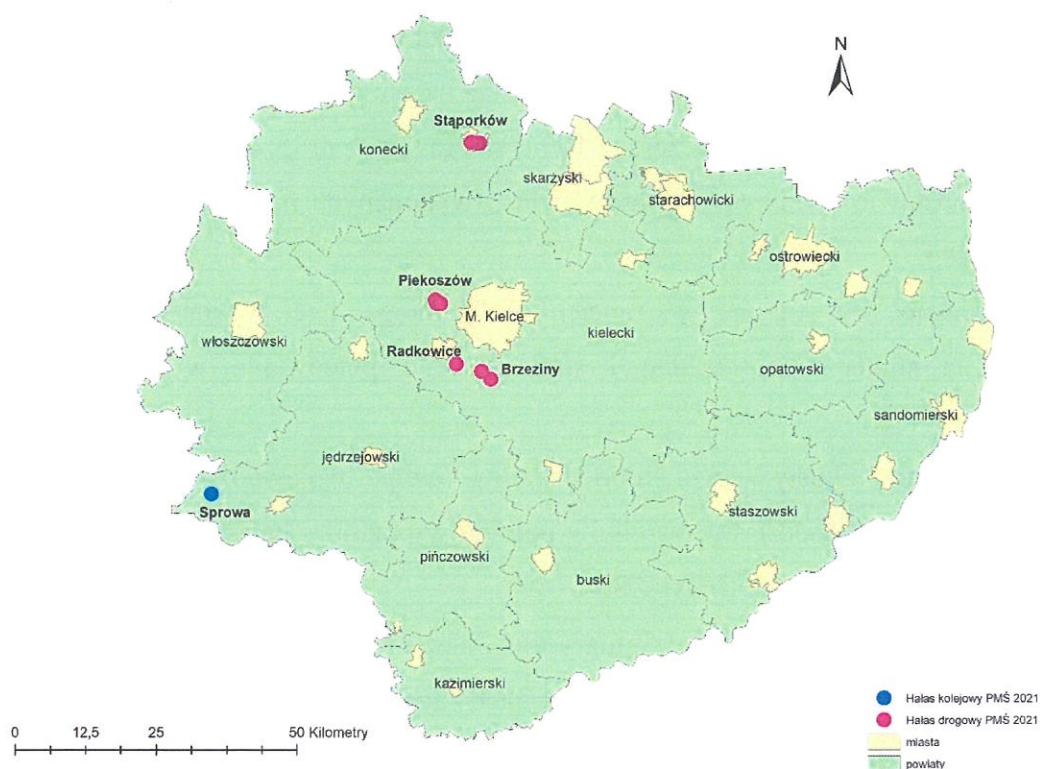 N
Stąporków
konecki
skarżyski
starachowicki
ostrowiecki
Piekoszów
M. Kielce
kielecki
włoszczowski
Radkowice
Brzeziny
opatowski
sandomierski
jędrzejowski
Sprowa
staszowski
pińczowski
buski
kazimierski
Hałas kolejowy PMŚ 2021
Hałas drogowy PMŚ 2021
miasta
powiaty
0 12,5 25 50 Kilometry